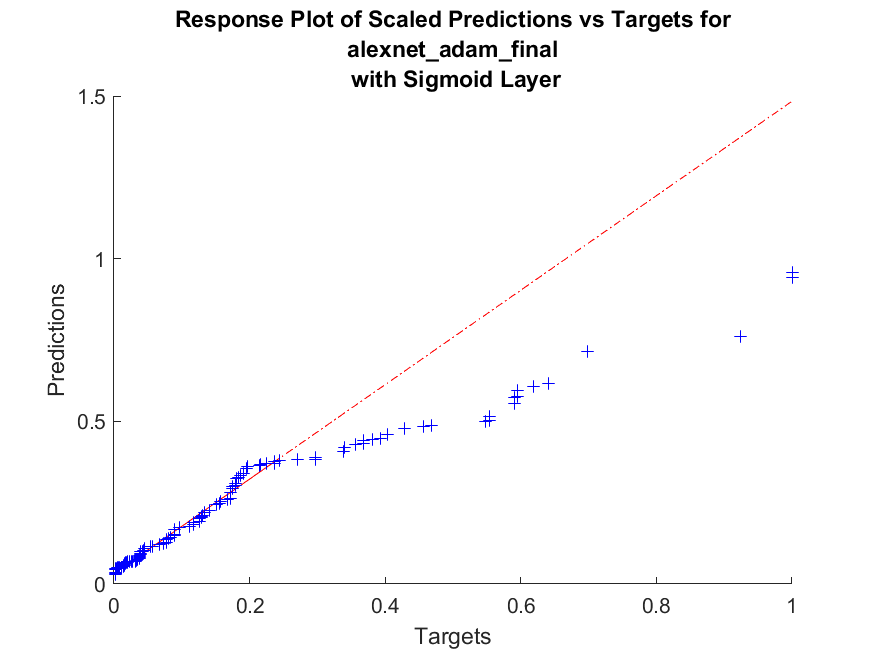 Response Plot of Scaled Predictions vs Targets for
alexnet_adam_final
with Sigmoid Layer
1.5
1
0.5
0
Predictions
0 0.2 0.4 0.6 0.8 1
Targets